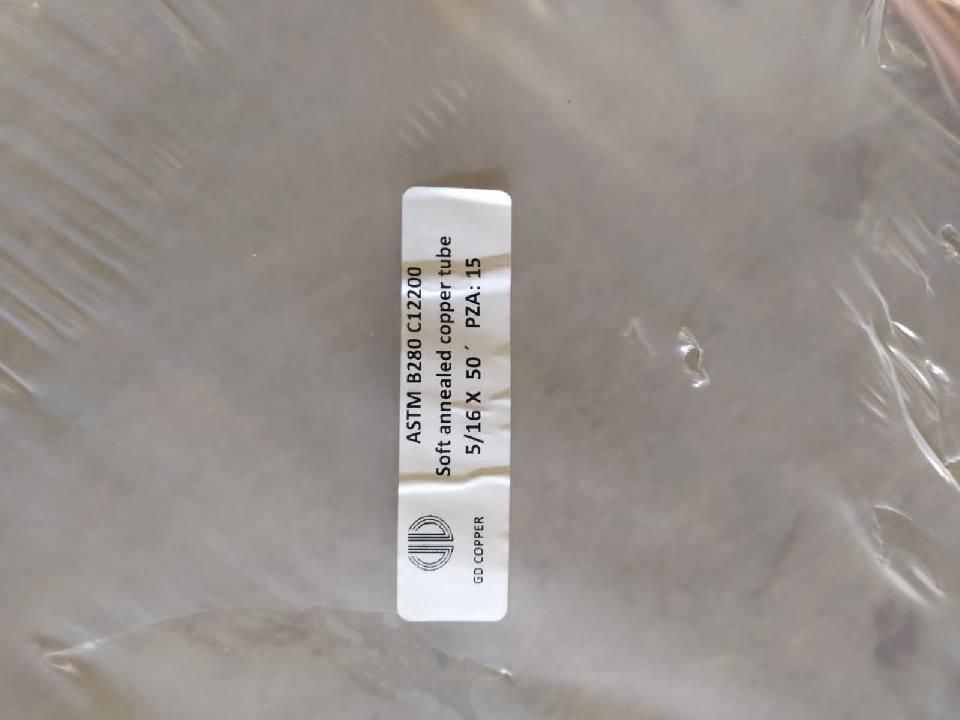 ASTM B280 C12200
Soft annealed copper tube
5/16 X 50´ PZA: 15
GD COPPER